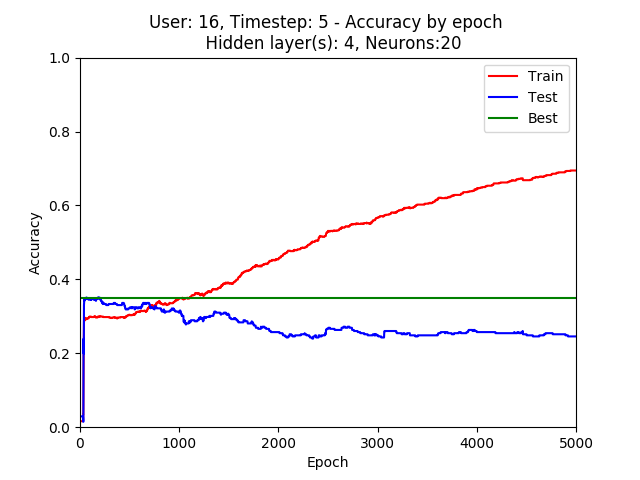 User: 16, Timestep: 5 - Accuracy by epoch
Hidden layer(s): 4, Neurons:20
1.0
0.8
0.6
0.4
0.2
0.0
Accuracy
Train
Test
Best
0 1000 2000 3000 4000 5000
Epoch